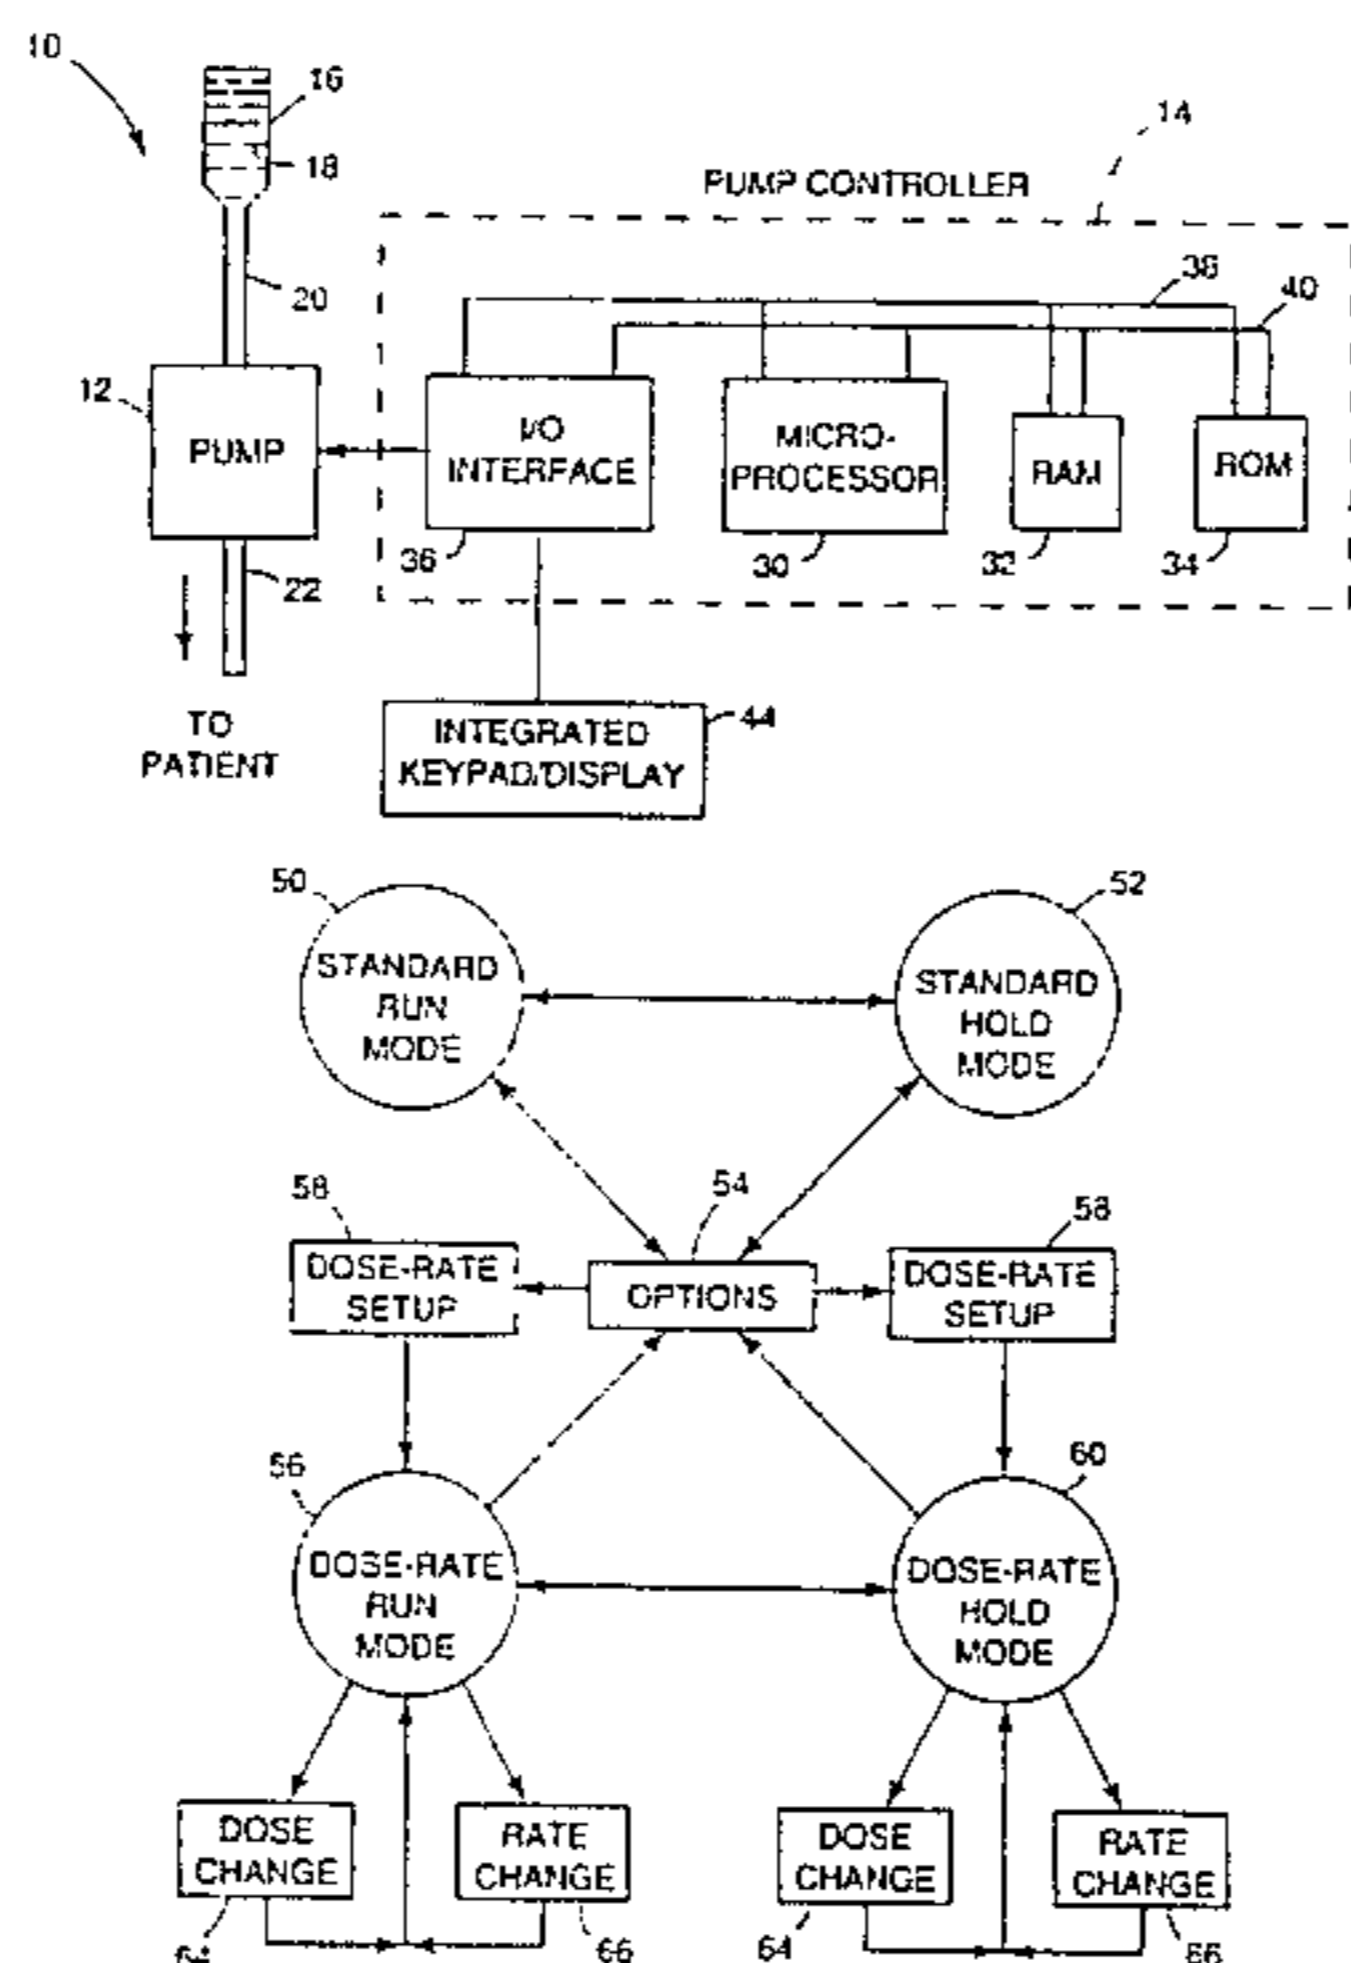 10
16
14
18
PUMP CONTROLLER
38
20
40
12
PUMP
I/O
INTERFACE
MICRO-
PROCESSOR
RAM
ROM
36
30
32
34
22
TO
PATIENT
INTEGRATED
KEYPAD/DISPLAY
44
50
52
STANDARD
RUN
MODE
STANDARD
HOLD
MODE
58
54
58
DOSE-RATE
SETUP
OPTIONS
DOSE-RATE
SETUP
56
60
DOSE-RATE
RUN
MODE
DOSE-RATE
HOLD
MODE
DOSE
CHANGE
RATE
CHANGE
DOSE
CHANGE
RATE
CHANGE
64
66
64
66